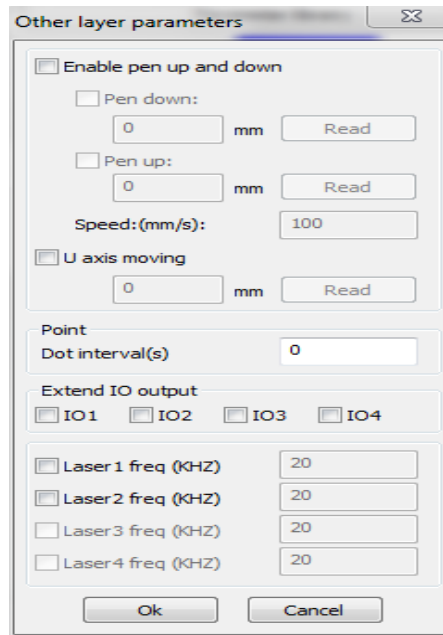 Other layer parameters
Enable pen up and down
Pen down:
0 mm Read
Pen up:
0 mm Read
Speed:(mm/s): 100
U axis moving
0 mm Read
Point
Dot interval(s) 0
Extend IO output
IO1 IO2 IO3 IO4
Laser1 freq (KHZ) 20
Laser2 freq (KHZ) 20
Laser3 freq (KHZ) 20
Laser4 freq (KHZ) 20
Ok Cancel